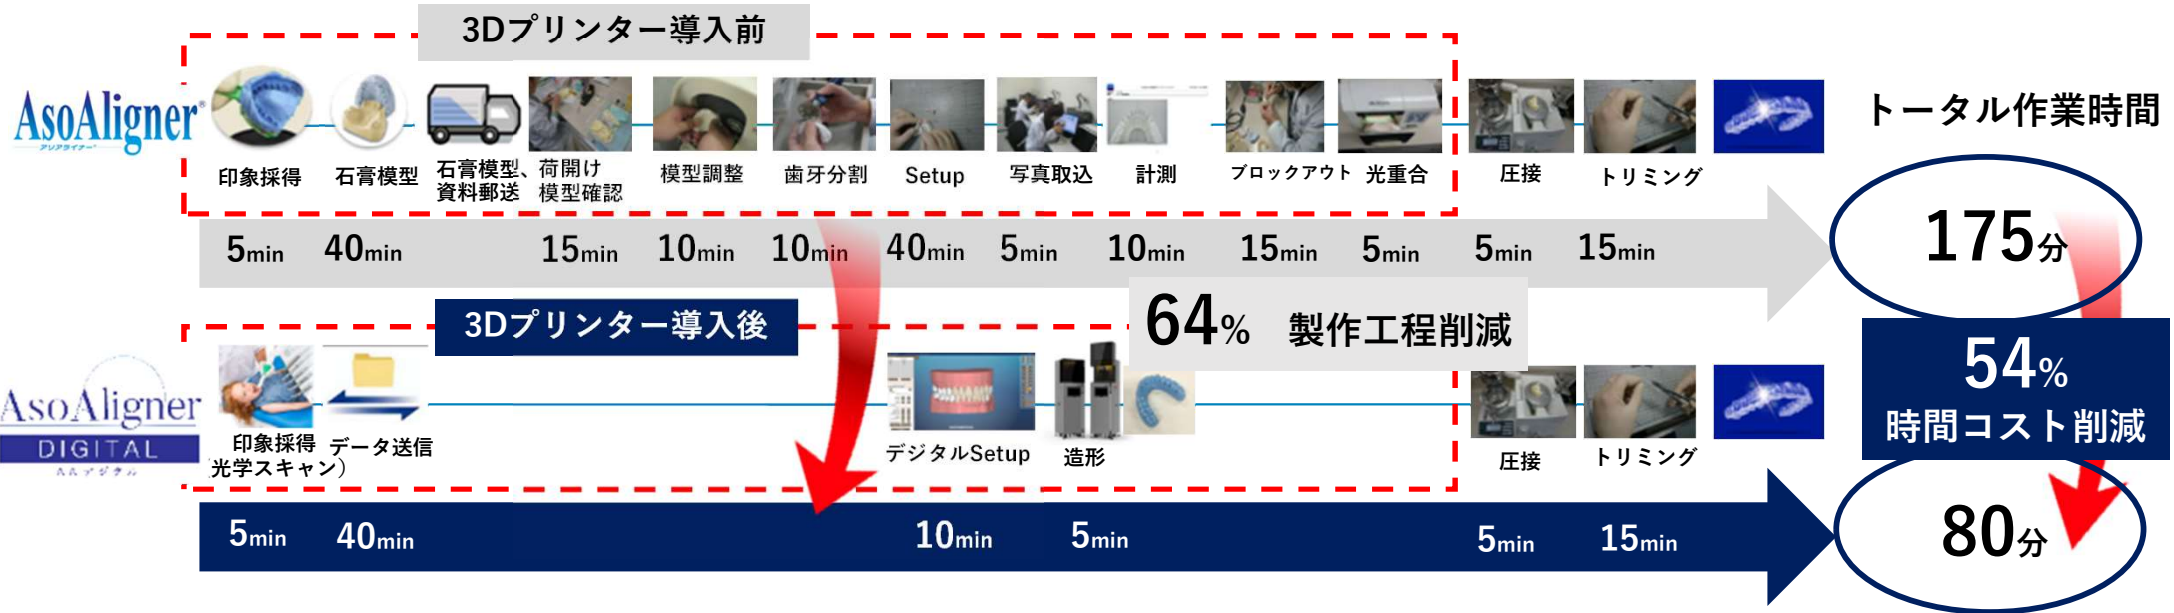 3Dプリンター導入前
AsoAligner®
アソアライナー®
印象採得
石膏模型
石膏模型、
資料郵送
荷開け
模型確認
模型調整
歯牙分割
Setup
写真取込
計測
ブロックアウト
光重合
圧接
トリミング
トータル作業時間
5min
40min
15min
10min
10min
40min
5min
10min
15min
5min
5min
15min
175分
3Dプリンター導入後
64% 製作工程削減
54%
時間コスト削減
AsoAligner
DIGITAL
印象採得
(光学スキャン)
データ送信
デジタルSetup
造形
圧接
トリミング
5min
40min
10min
5min
5min
15min
80分